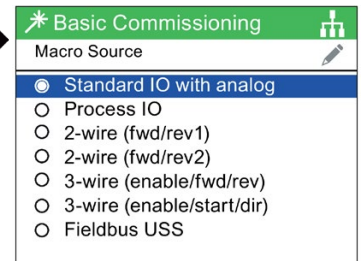 Basic Commissioning
Macro Source
Standard IO with analog
Process IO
2-wire (fwd/rev1)
2-wire (fwd/rev2)
3-wire (enable/fwd/rev)
3-wire (enable/start/dir)
Fieldbus USS